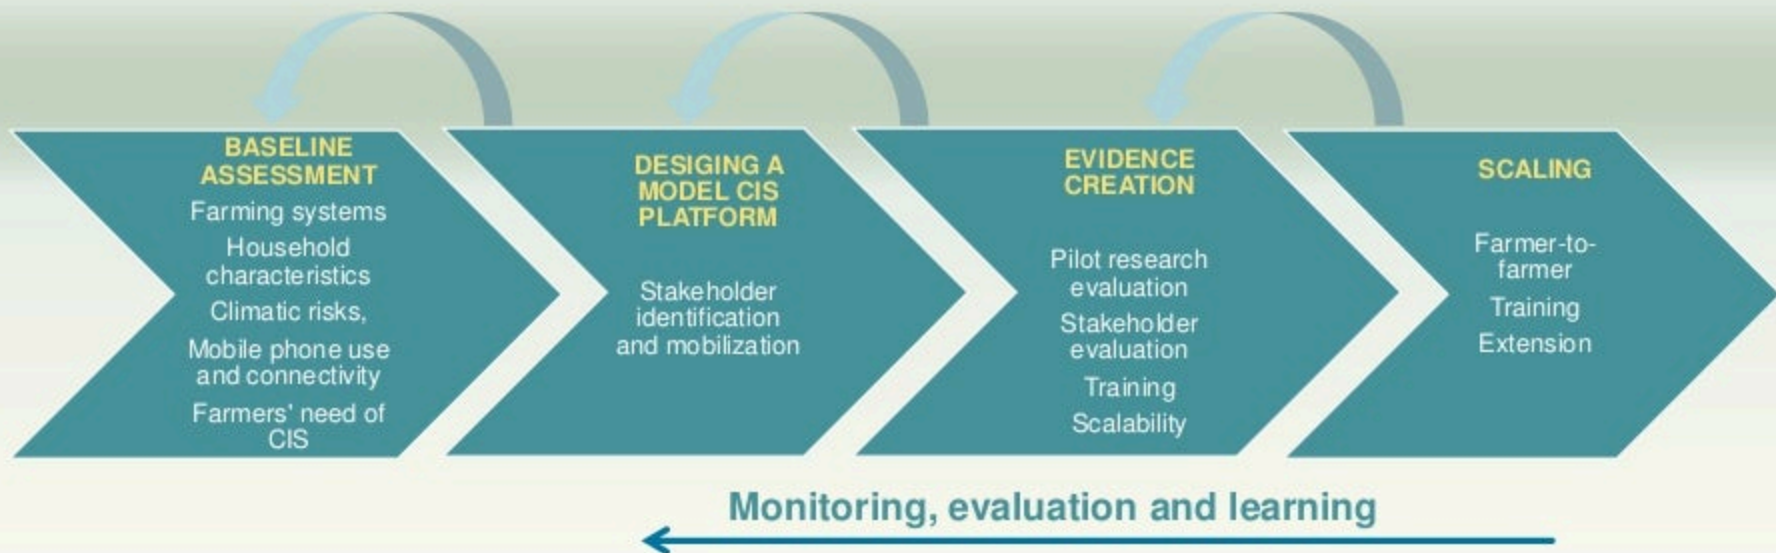 BASELINE
ASSESSMENT
Farming systems
Household
characteristics
Climatic risks,
Mobile phone use
and connectivity
Farmers' need of
CIS
DESIGING A
MODEL CIS
PLATFORM
Stakeholder
identification
and mobilization
EVIDENCE
CREATION
Pilot research
evaluation
Stakeholder
evaluation
Training
Scalability
SCALING
Farmer-to-
farmer
Training
Extension
Monitoring, evaluation and learning